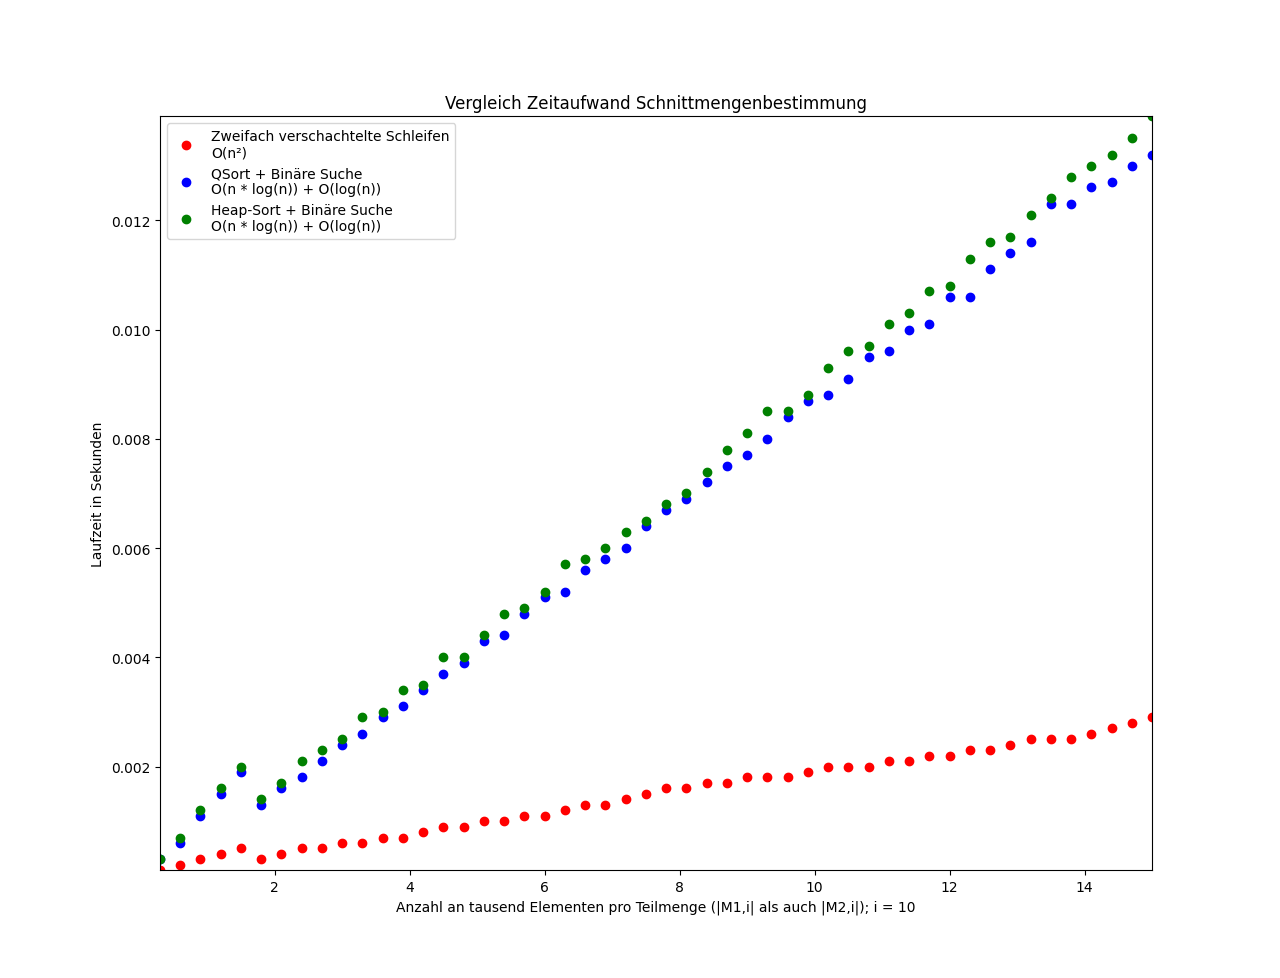 Vergleich Zeitaufwand Schnittmengenbestimmung
Zweifach verschachtelte Schleifen
O(n²)
QSort + Binäre Suche
O(n * log(n)) + O(log(n))
Heap-Sort + Binäre Suche
O(n * log(n)) + O(log(n))
0.012
0.010
0.008
0.006
0.004
0.002
Laufzeit in Sekunden
2 4 6 8 10 12 14
Anzahl an tausend Elementen pro Teilmenge (|M1,i| als auch |M2,i|); i = 10